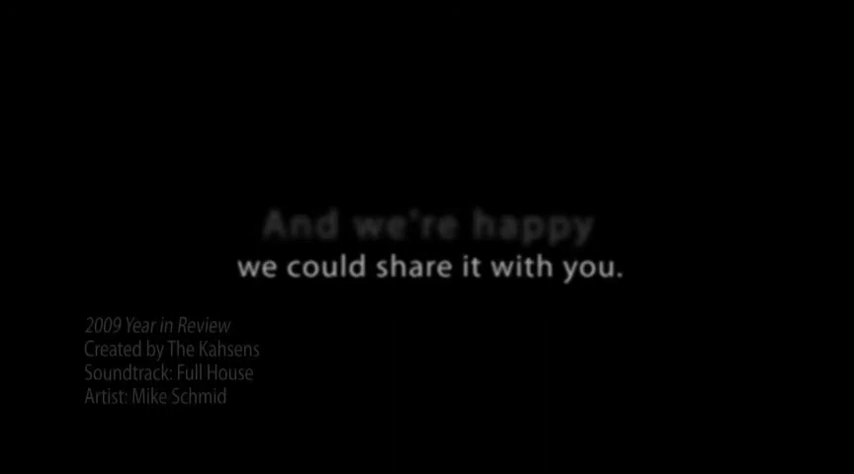 And we're happy
we could share it with you.
2009 Year in Review
Created by The Kahsens
Soundtrack: Full House
Artist: Mike Schmid